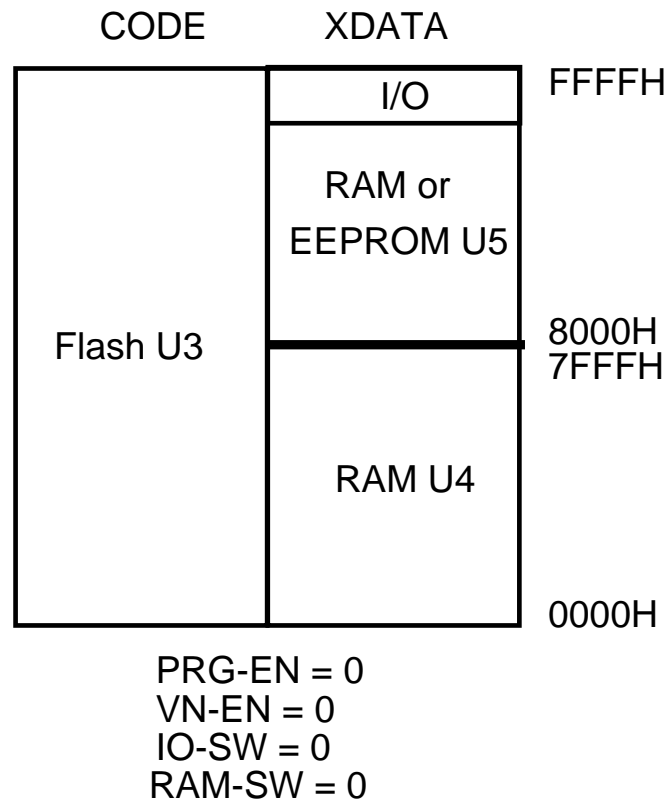 CODE XDATA
I/O
FFFFH
RAM or
EEPROM U5
Flash U3
8000H
7FFFH
RAM U4
0000H
PRG-EN = 0
VN-EN = 0
IO-SW = 0
RAM-SW = 0